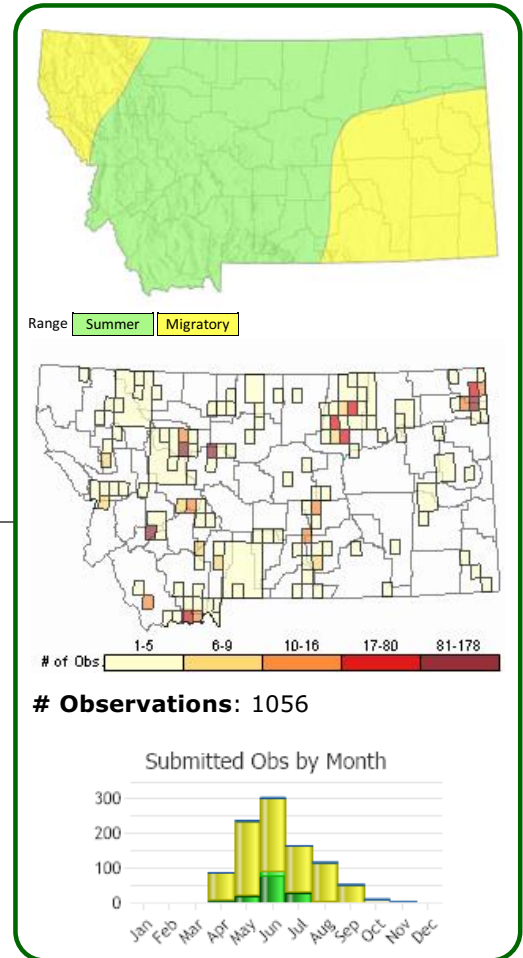 Range Summer Migratory
1-5 6-9 10-16 17-80 81-178
# of Obs.
# Observations: 1056
Submitted Obs by Month
300
200
100
0
Jan Feb Mar Apr May Jun Jul Aug Sep Oct Nov Dec